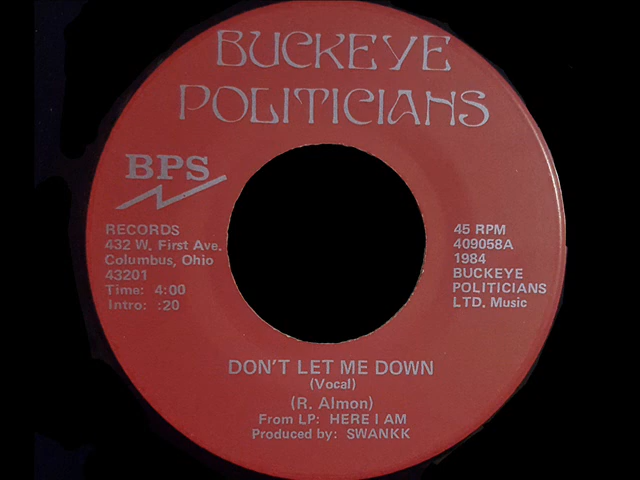 BUCKEYE
POLITICIANS
BPS
RECORDS
432 W. First Ave.
Columbus, Ohio
43201
Time: 4:00
Intro: :20
45 RPM
409058A
1984
BUCKEYE
POLITICIANS
LTD. Music
DON'T LET ME DOWN
(Vocal)
(R. Almon)
From LP: HERE I AM
Produced by: SWANKK